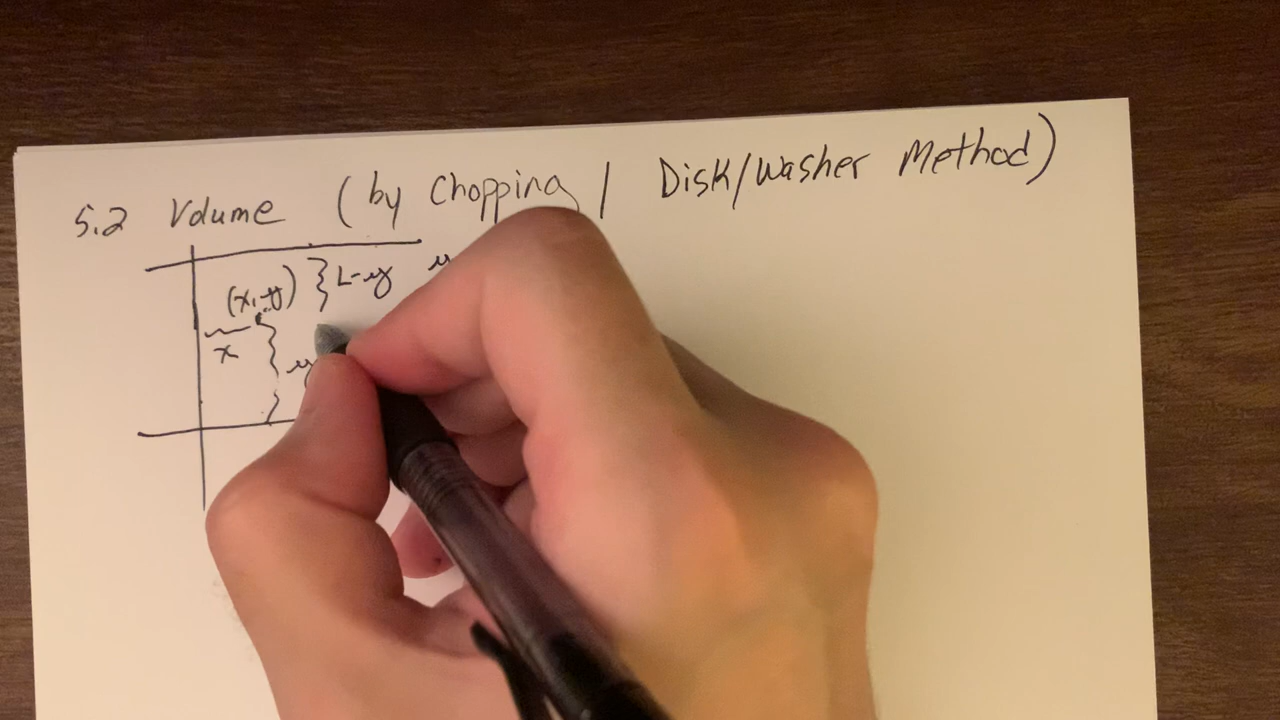 5.2 Volume (by Chopping / Disk/Washer Method)
(x,y) } L-y y
x } y